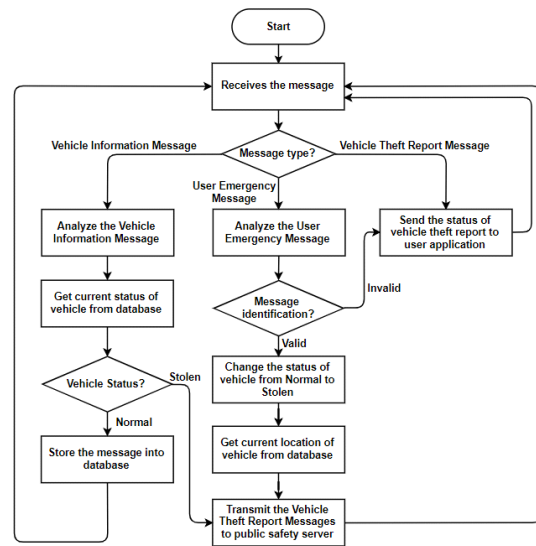 Start
Receives the message
Message type?
Vehicle Information Message
Vehicle Theft Report Message
User Emergency
Message
Analyze the Vehicle
Information Message
Analyze the User
Emergency Message
Send the status of
vehicle theft report to
user application
Get current status of
vehicle from database
Message
identification?
Invalid
Valid
Vehicle Status?
Stolen
Normal
Change the status of
vehicle from Normal to
Stolen
Store the message into
database
Get current location of
vehicle from database
Transmit the Vehicle
Theft Report Messages
to public safety server